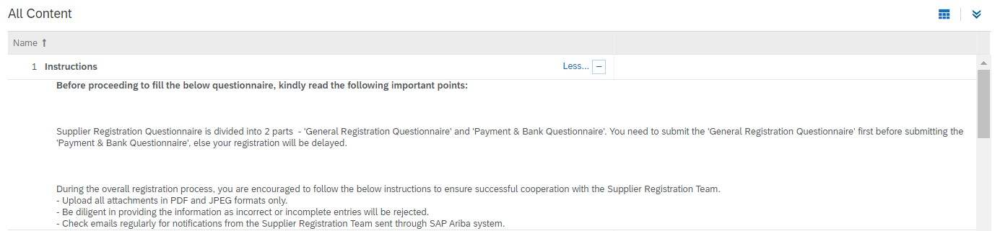 All Content
Name ↑
1 Instructions Less... −
Before proceeding to fill the below questionnaire, kindly read the following important points:
Supplier Registration Questionnaire is divided into 2 parts  - 'General Registration Questionnaire' and 'Payment & Bank Questionnaire'. You need to submit the 'General Registration Questionnaire' first before submitting the
'Payment & Bank Questionnaire', else your registration will be delayed.
During the overall registration process, you are encouraged to follow the below instructions to ensure successful cooperation with the Supplier Registration Team.
- Upload all attachments in PDF and JPEG formats only.
- Be diligent in providing the information as incorrect or incomplete entries will be rejected.
- Check emails regularly for notifications from the Supplier Registration Team sent through SAP Ariba system.